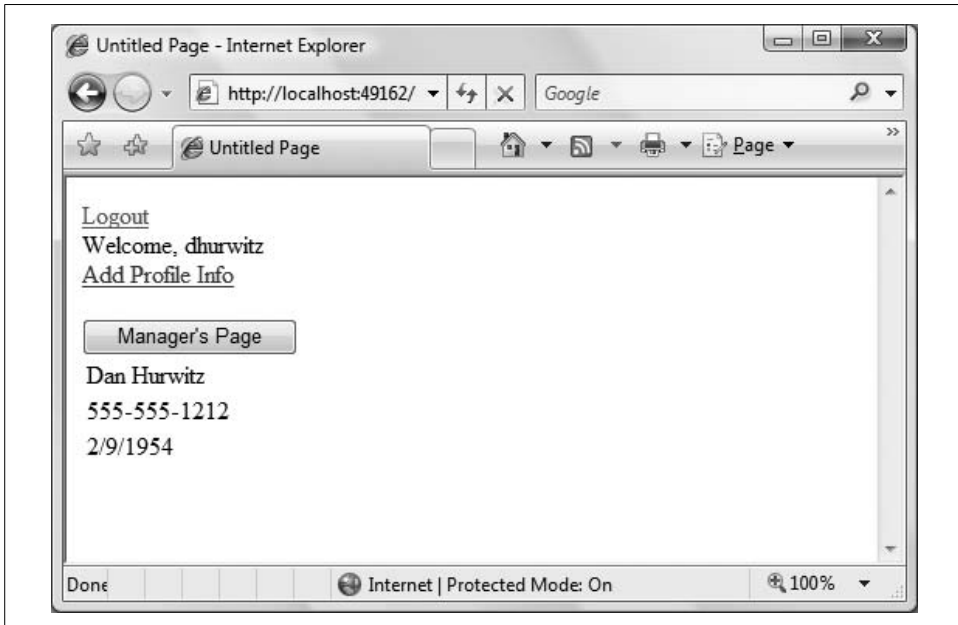 Untitled Page - Internet Explorer
http://localhost:49162/
Google
Untitled Page
Page
Logout
Welcome, dhurwitz
Add Profile Info
Manager's Page
Dan Hurwitz
555-555-1212
2/9/1954
Done
Internet | Protected Mode: On
100%